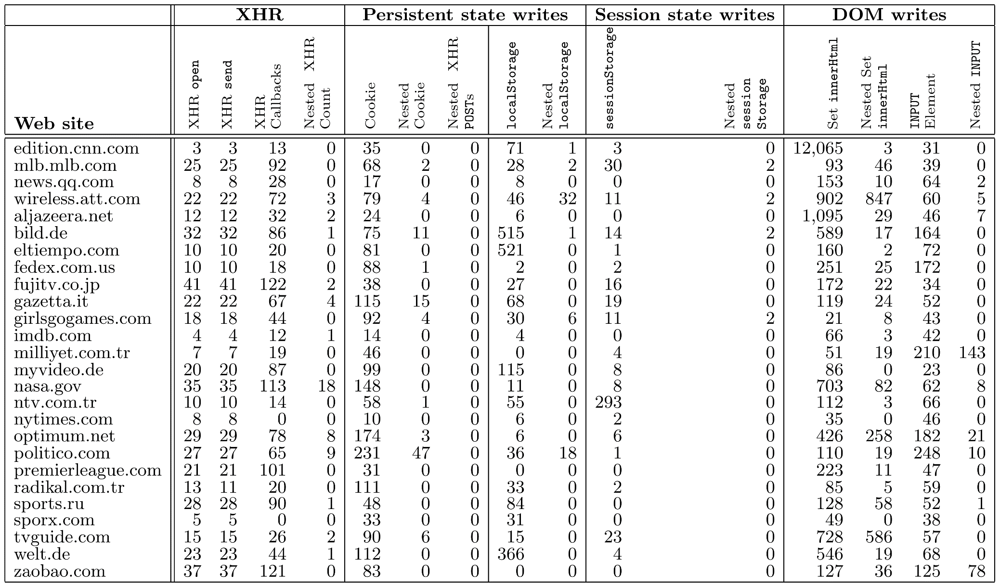 XHR Persistent state writes Session state writes DOM writes
Web site XHR open XHR send XHR Callbacks Nested XHR Count Cookie Nested Cookie Nested XHR POSTs localStorage Nested localStorage sessionStorage Nested session Storage Set innerHtml Nested Set innerHtml INPUT Element Nested INPUT
edition.cnn.com 3 3 13 0 35 0 0 71 1 3 0 12,065 3 31 0
mlb.mlb.com 25 25 92 0 68 2 0 28 2 30 2 93 46 39 0
news.qq.com 8 8 28 0 17 0 0 8 0 0 0 153 10 64 2
wireless.att.com 22 22 72 3 79 4 0 46 32 11 2 902 847 60 5
aljazeera.net 12 12 32 2 24 0 0 6 0 0 0 1,095 29 46 7
bild.de 32 32 86 1 75 11 0 515 1 14 2 589 17 164 0
eltiempo.com 10 10 20 0 81 0 0 521 0 1 0 160 2 72 0
fedex.com.us 10 10 18 0 88 1 0 2 0 2 0 251 25 172 0
fujitv.co.jp 41 41 122 2 38 0 0 27 0 16 0 172 22 34 0
gazetta.it 22 22 67 4 115 15 0 68 0 19 0 119 24 52 0
girlsgogames.com 18 18 44 0 92 4 0 30 6 11 2 21 8 43 0
imdb.com 4 4 12 1 14 0 0 4 0 0 0 66 3 42 0
milliyet.com.tr 7 7 19 0 46 0 0 0 0 4 0 51 19 210 143
myvideo.de 20 20 87 0 99 0 0 115 0 8 0 86 0 23 0
nasa.gov 35 35 113 18 148 0 0 11 0 8 0 703 82 62 8
ntv.com.tr 10 10 14 0 58 1 0 55 0 293 0 112 3 66 0
nytimes.com 8 8 0 0 10 0 0 6 0 2 0 35 0 46 0
optimum.net 29 29 78 8 174 3 0 6 0 6 0 426 258 182 21
politico.com 27 27 65 9 231 47 0 36 18 1 0 110 19 248 10
premierleague.com 21 21 101 0 31 0 0 0 0 0 0 223 11 47 0
radikal.com.tr 13 11 20 0 111 0 0 33 0 2 0 85 5 59 0
sports.ru 28 28 90 1 48 0 0 84 0 0 0 128 58 52 1
sporx.com 5 5 0 0 33 0 0 31 0 0 0 49 0 38 0
tvguide.com 15 15 26 2 90 6 0 15 0 23 0 728 586 57 0
welt.de 23 23 44 1 112 0 0 366 0 4 0 546 19 68 0
zaobao.com 37 37 121 0 83 0 0 0 0 0 0 127 36 125 78